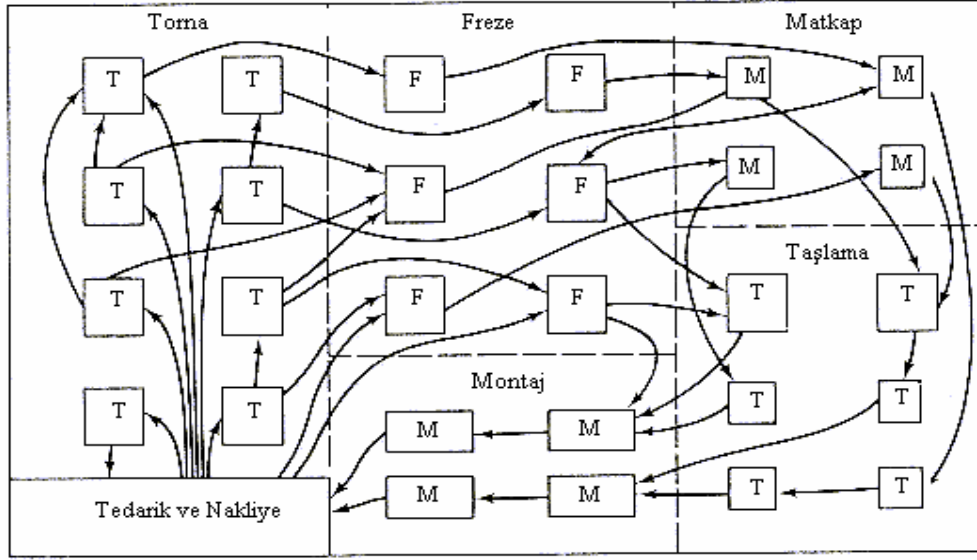 Torna Freze Matkap
T T F F M M
T T F F M M
Taşlama
T T F F T T
Montaj
T T M M T T
Tedarik ve Nakliye M M T T